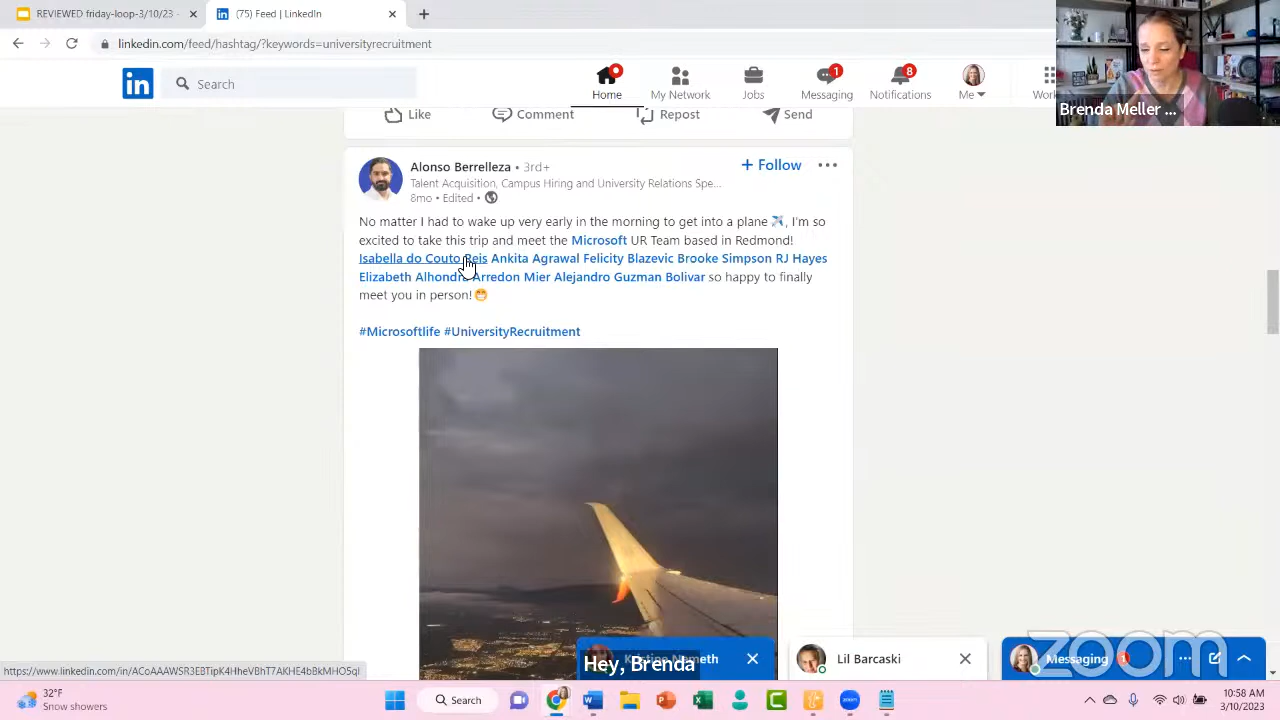 REVIEWED friday-loop-3/10/23
(75) Feed | LinkedIn
linkedin.com/feed/hashtag/?keywords=universityrecruitment
in
Search
Home
My Network
Jobs
1
Messaging
8
Notifications
Me
Wor
Brenda Meller ...
Like
Comment
Repost
Send
Alonso Berrelleza • 3rd+
+ Follow
Talent Acquisition, Campus Hiring and University Relations Spe...
8mo • Edited •
No matter I had to wake up very early in the morning to get into a plane ✈️, I'm so
excited to take this trip and meet the Microsoft UR Team based in Redmond!
Isabella do Couto Reis Ankita Agrawal Felicity Blazevic Brooke Simpson RJ Hayes
Elizabeth Alhondra Arredon Mier Alejandro Guzman Bolivar so happy to finally
meet you in person!😁
#Microsoftlife #UniversityRecruitment
Hey, Brenda
Lil Barcaski
Messaging
1
zoom
32°F
Snow showers
Search
10:58 AM
3/10/2023